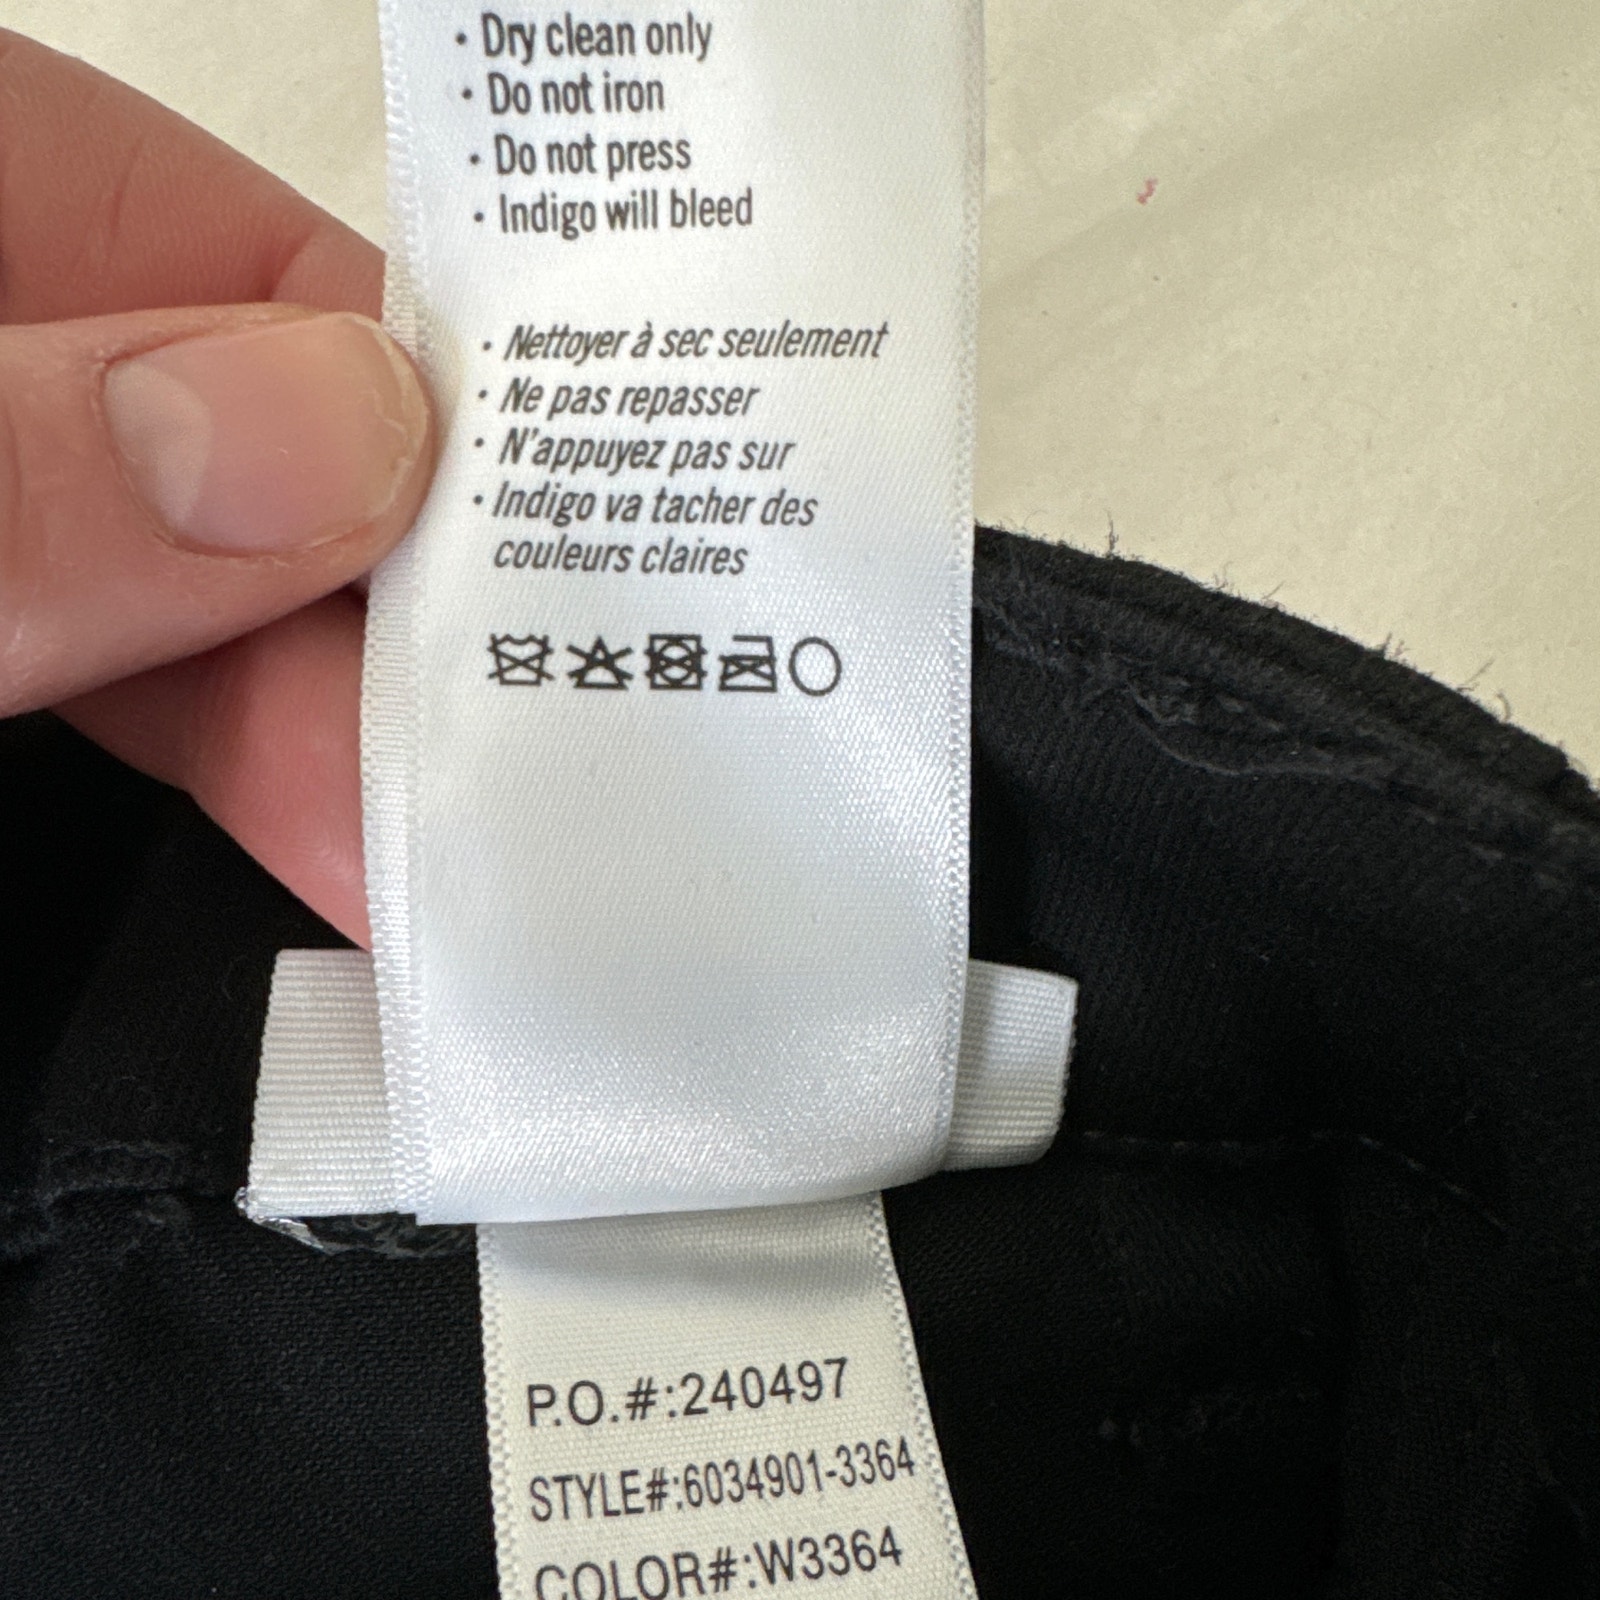 • Dry clean only
• Do not iron
• Do not press
• Indigo will bleed
• Nettoyer à sec seulement
• Ne pas repasser
• N'appuyez pas sur
• Indigo va tacher des
couleurs claires
P.O.#:240497
STYLE#:6034901-3364
COLOR#:W3364